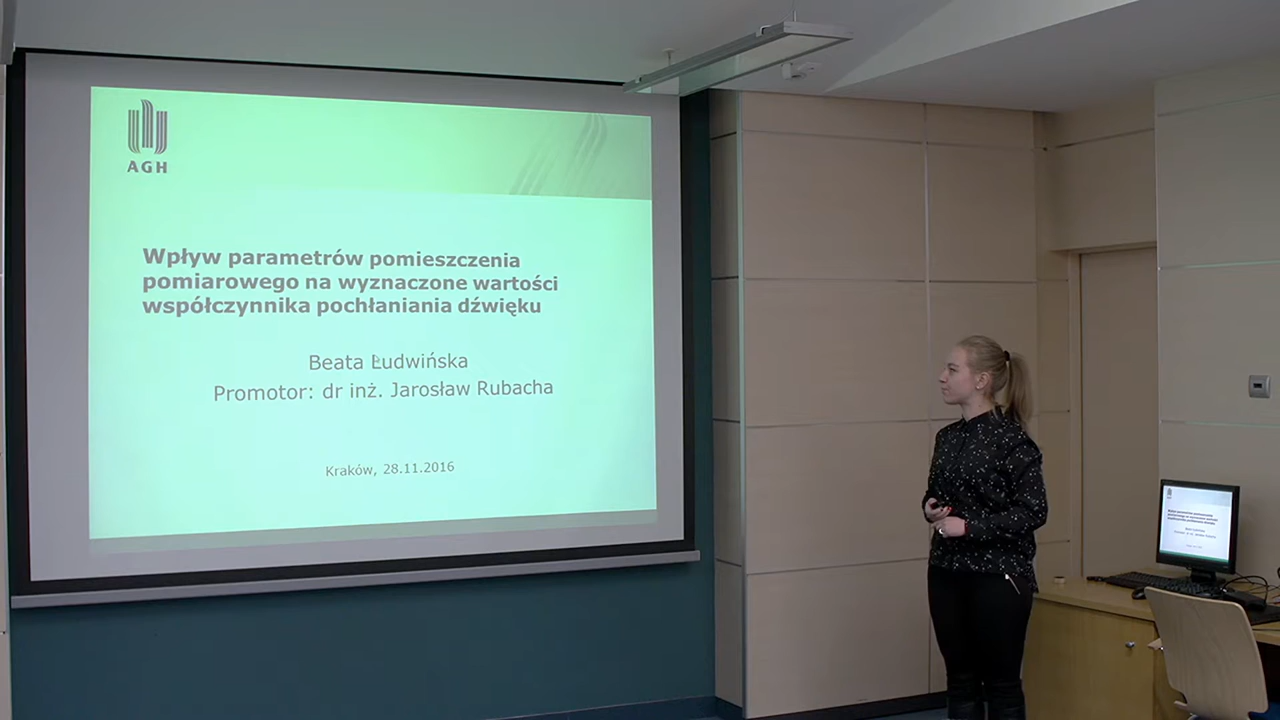 AGH
Wpływ parametrów pomieszczenia
pomiarowego na wyznaczone wartości
współczynnika pochłaniania dźwięku
Beata Łudwińska
Promotor: dr inż. Jarosław Rubacha
Kraków, 28.11.2016